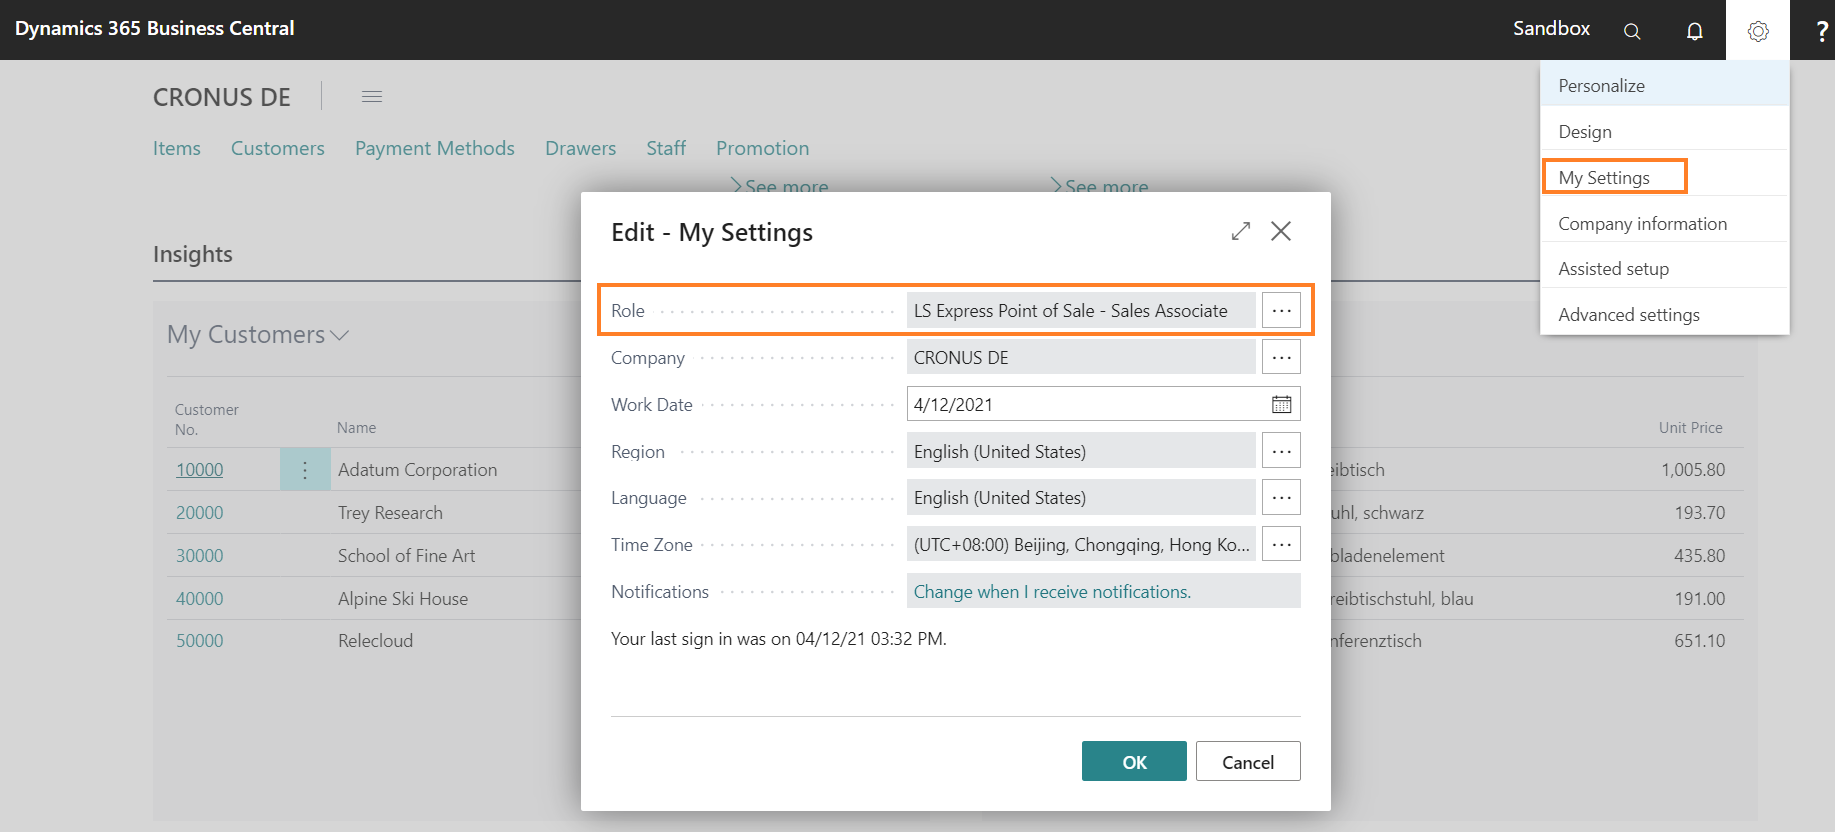 Dynamics 365 Business Central
Sandbox
?
CRONUS DE
Items Customers Payment Methods Drawers Staff Promotion
See more See more
Personalize
Design
My Settings
Company information
Assisted setup
Advanced settings
Insights
My Customers
Customer No. Name
Unit Price
10000 Adatum Corporation
20000 Trey Research
30000 School of Fine Art
40000 Alpine Ski House
50000 Relecloud
1,005.80
schwarz 193.70
435.80
blau 191.00
651.10
Edit - My Settings
Role LS Express Point of Sale - Sales Associate ...
Company CRONUS DE ...
Work Date 4/12/2021
Region English (United States) ...
Language English (United States) ...
Time Zone (UTC+08:00) Beijing, Chongqing, Hong Ko... ...
Notifications Change when I receive notifications.
Your last sign in was on 04/12/21 03:32 PM.
OK Cancel